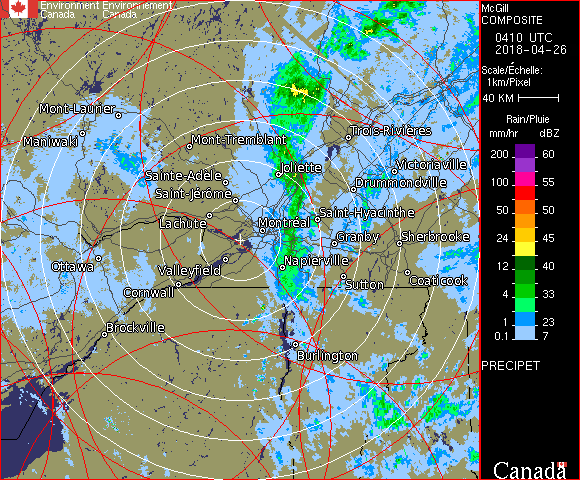 Environment Environnement
Canada Canada
McGill
COMPOSITE
0410 UTC
2018-04-26
Scale/Échelle:
1km/Pixel
40 KM
Rain/Pluie
mm/hr dBZ
200 60
150 65
100 55
50 50
24 45
12 40
4 33
1 23
0.1 7
PRECIPET
Canada
Mont-Laurier
Maniwaki
Mont-Tremblant
Trois-Rivières
Sainte-Adèle
Joliette
Victoriaville
Saint-Jérôme
Drummondville
Lachute
Montréal
Saint-Hyacinthe
Granby
Sherbrooke
Ottawa
Valleyfield
Napierville
Cornwall
Sutton
Coaticook
Brockville
Burlington